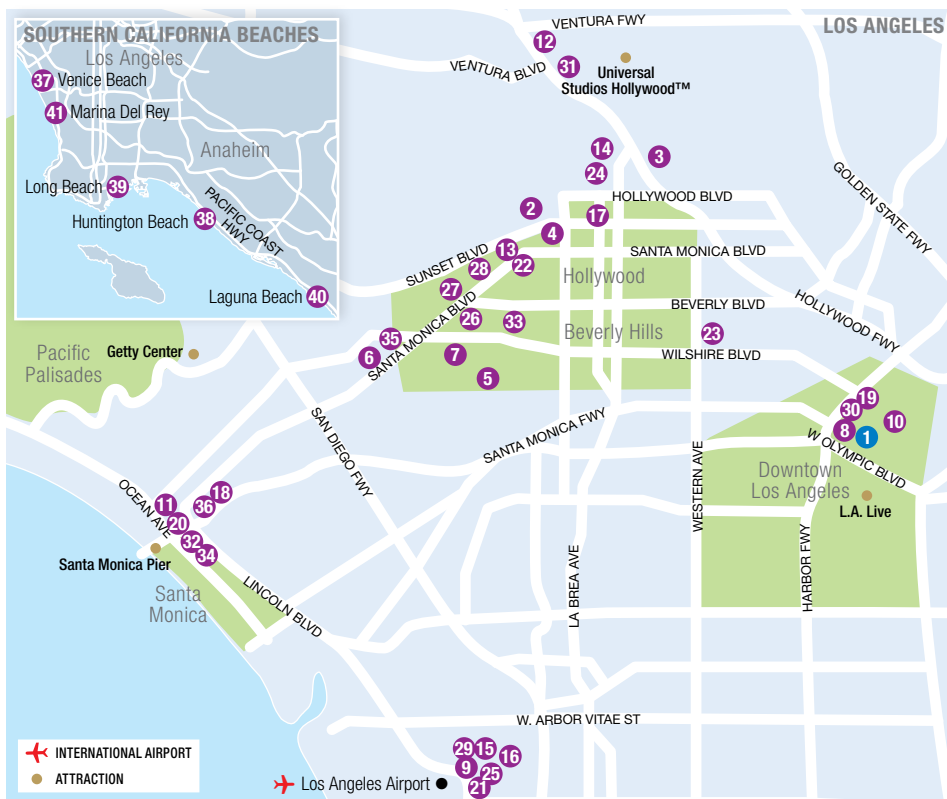 SOUTHERN CALIFORNIA BEACHES
Los Angeles
37 Venice Beach
41 Marina Del Rey
Anaheim
Long Beach 39
Huntington Beach 38
PACIFIC COAST
HWY
Laguna Beach 40
LOS ANGELES
VENTURA FWY
12
VENTURA BLVD
31
Universal
Studios Hollywood™
14
3
24
GOLDEN STATE FWY
HOLLYWOOD BLVD
2
17
4
SUNSET BLVD
13
SANTA MONICA BLVD
22
28
Hollywood
27
SANTA MONICA BLVD
BEVERLY BLVD
HOLLYWOOD FWY
26
33
Beverly Hills
23
35
6
7
WILSHIRE BLVD
5
Pacific
Palisades
Getty Center
SAN DIEGO FWY
SANTA MONICA FWY
WESTERN AVE
19
30
10
8
1
W OLYMPIC BLVD
Downtown
Los Angeles
L.A. Live
HARBOR FWY
OCEAN AVE
11
18
36
20
32
34
Santa Monica Pier
Santa
Monica
LINCOLN BLVD
LA BREA AVE
W. ARBOR VITAE ST
29
15
16
9
25
21
Los Angeles Airport
INTERNATIONAL AIRPORT
ATTRACTION